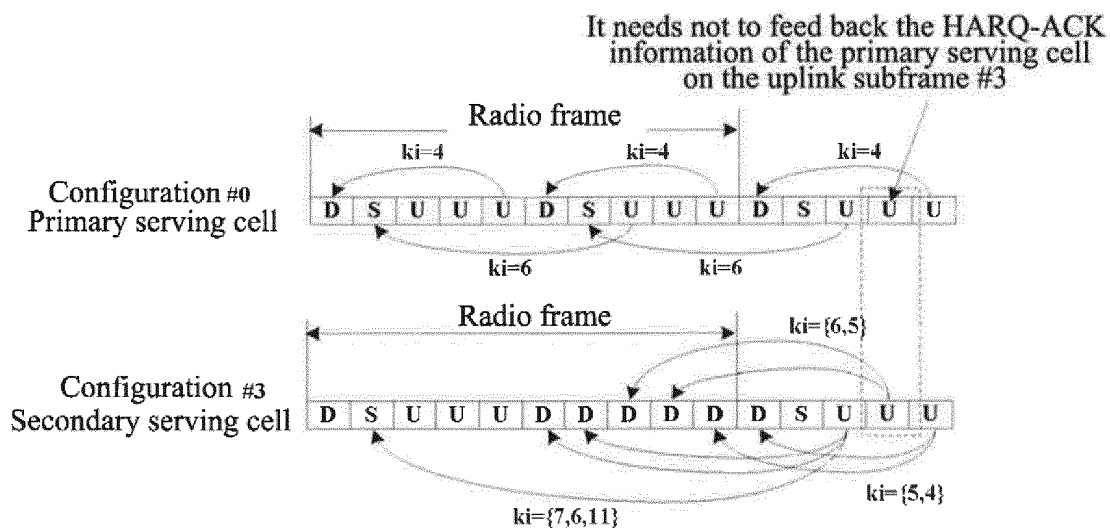 It needs not to feed back the HARQ-ACK
information of the primary serving cell
on the uplink subframe #3
Radio frame
ki=4 ki=4 ki=4
Configuration #0
Primary serving cell
D S U U U D S U U U D S U U U
ki=6 ki=6
Radio frame
ki={6,5}
Configuration #3
Secondary serving cell
D S U U U D D D D D D S U U U
ki={5,4}
ki={7,6,11}